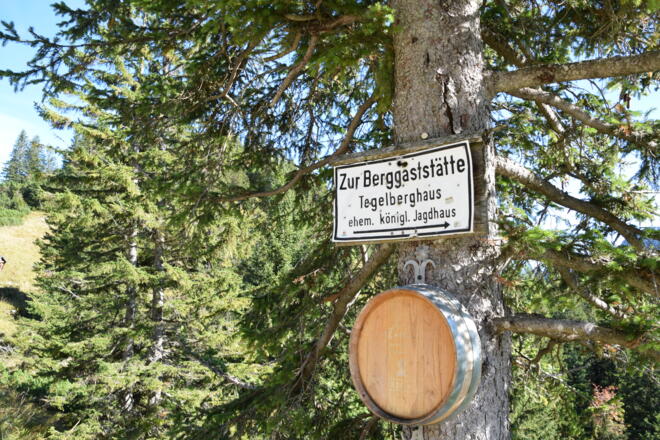 Zur Berggaststätte
Tegelberghaus
ehem. königl. Jagdhaus